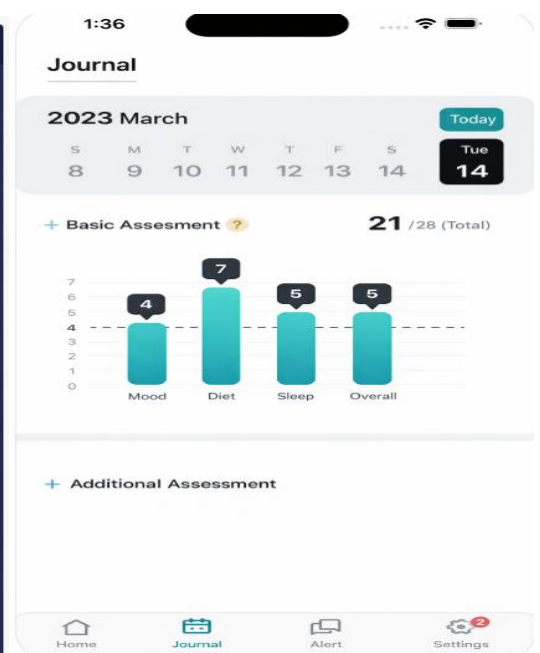 1:36
Journal
2023 March Today
S M T W T F S Tue
8 9 10 11 12 13 14 14
+ Basic Assesment ? 21 /28 (Total)
7
7
6
5 5
4
5
4
3
2
1
0
Mood Diet Sleep Overall
+ Additional Assessment
2
Home Journal Alert Settings